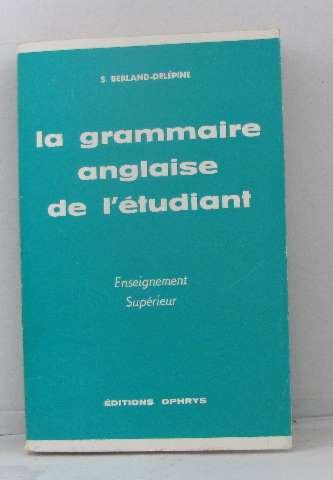 S. BERLAND-DELÉPINE
la grammaire
anglaise
de l'étudiant
Enseignement
Supérieur
ÉDITIONS OPHRYS